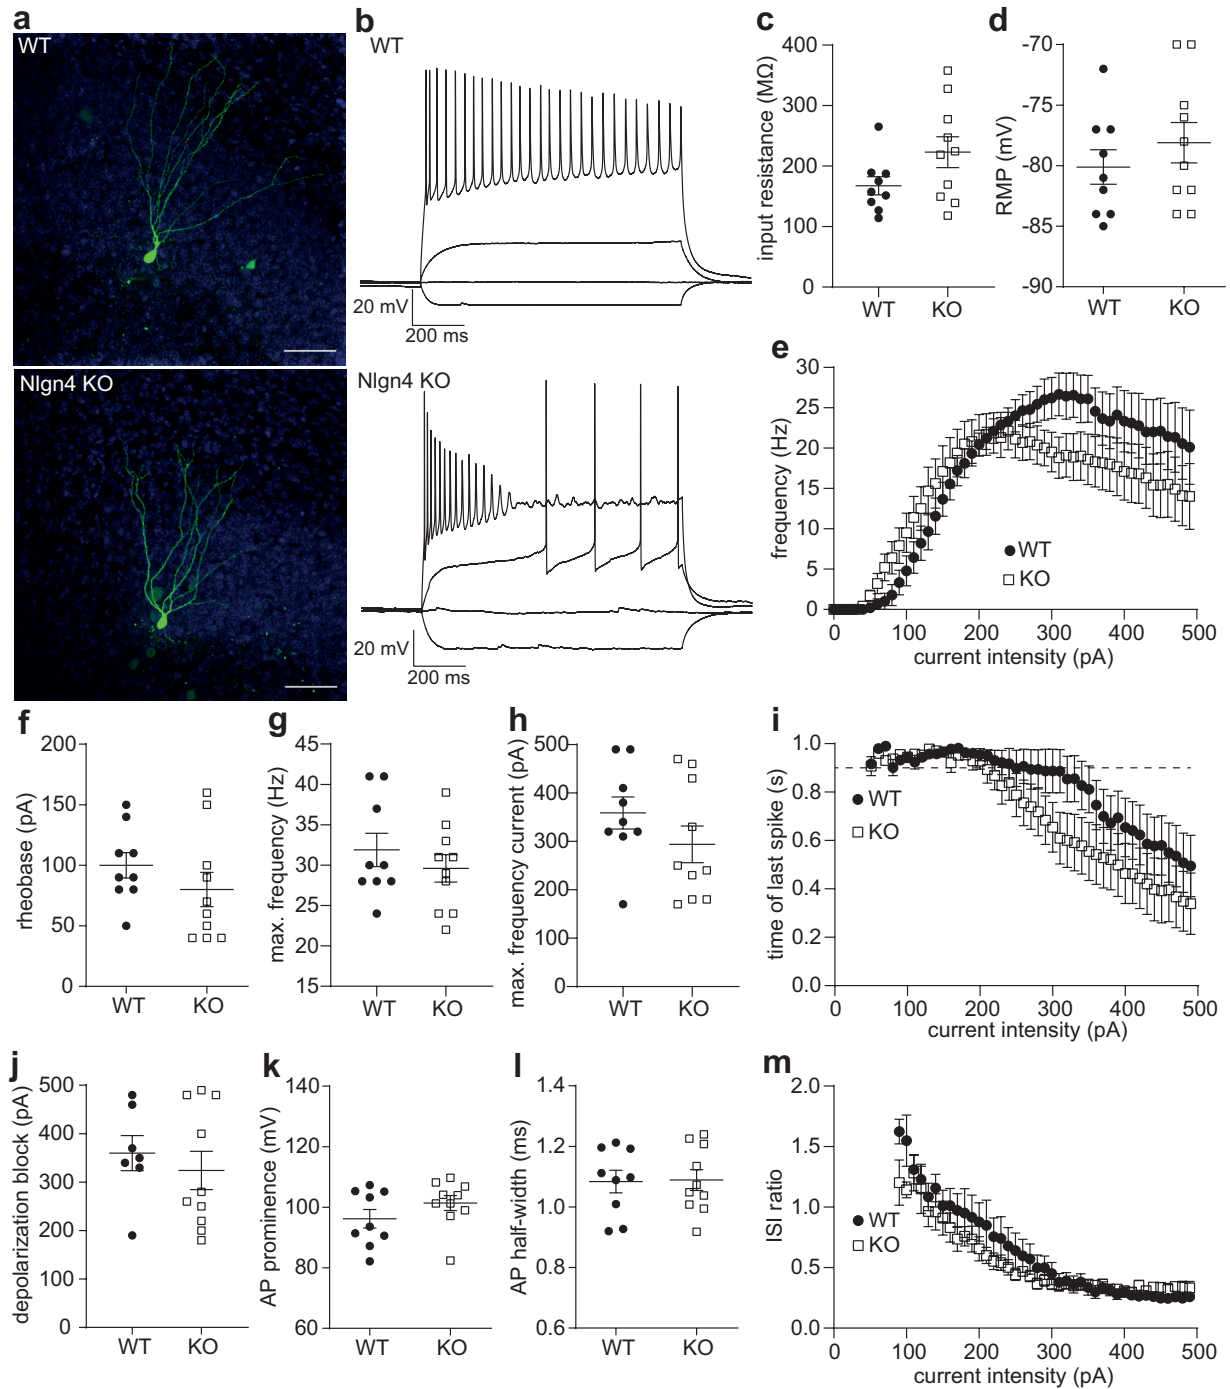 a
WT
Nlgn4 KO
b
WT
20 mV
200 ms
Nlgn4 KO
20 mV
200 ms
c
input resistance (MΩ)
400
300
200
100
0
WT
KO
d
RMP (mV)
-70
-75
-80
-85
-90
WT
KO
e
frequency (Hz)
30
25
20
15
10
5
0
WT
KO
0
100
200
300
400
500
current intensity (pA)
f
rheobase (pA)
200
150
100
50
0
WT
KO
g
max. frequency (Hz)
45
41
37
33
29
25
21
15
WT
KO
h
max. frequency current (pA)
500
400
300
200
100
0
WT
KO
i
time of last spike (s)
1.0
0.8
0.6
0.4
0.2
0.0
WT
KO
0
100
200
300
400
500
current intensity (pA)
j
depolarization block (pA)
500
400
300
200
100
0
WT
KO
k
AP prominence (mV)
140
120
100
80
60
WT
KO
l
AP half-width (ms)
1.4
1.2
1.0
0.8
0.6
WT
KO
m
ISI ratio
2.0
1.5
1.0
0.5
0.0
WT
KO
0
100
200
300
400
500
current intensity (pA)